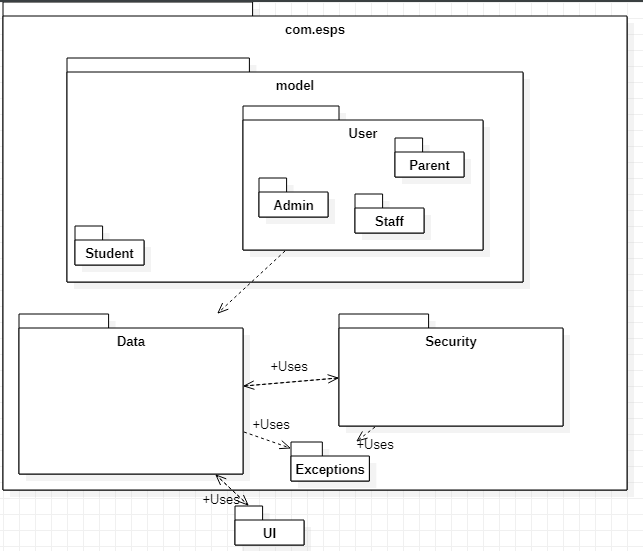 com.esps
model
User
Parent
Admin
Staff
Student
Data
Security
+Uses
+Uses
+Uses
Exceptions
+Uses
UI